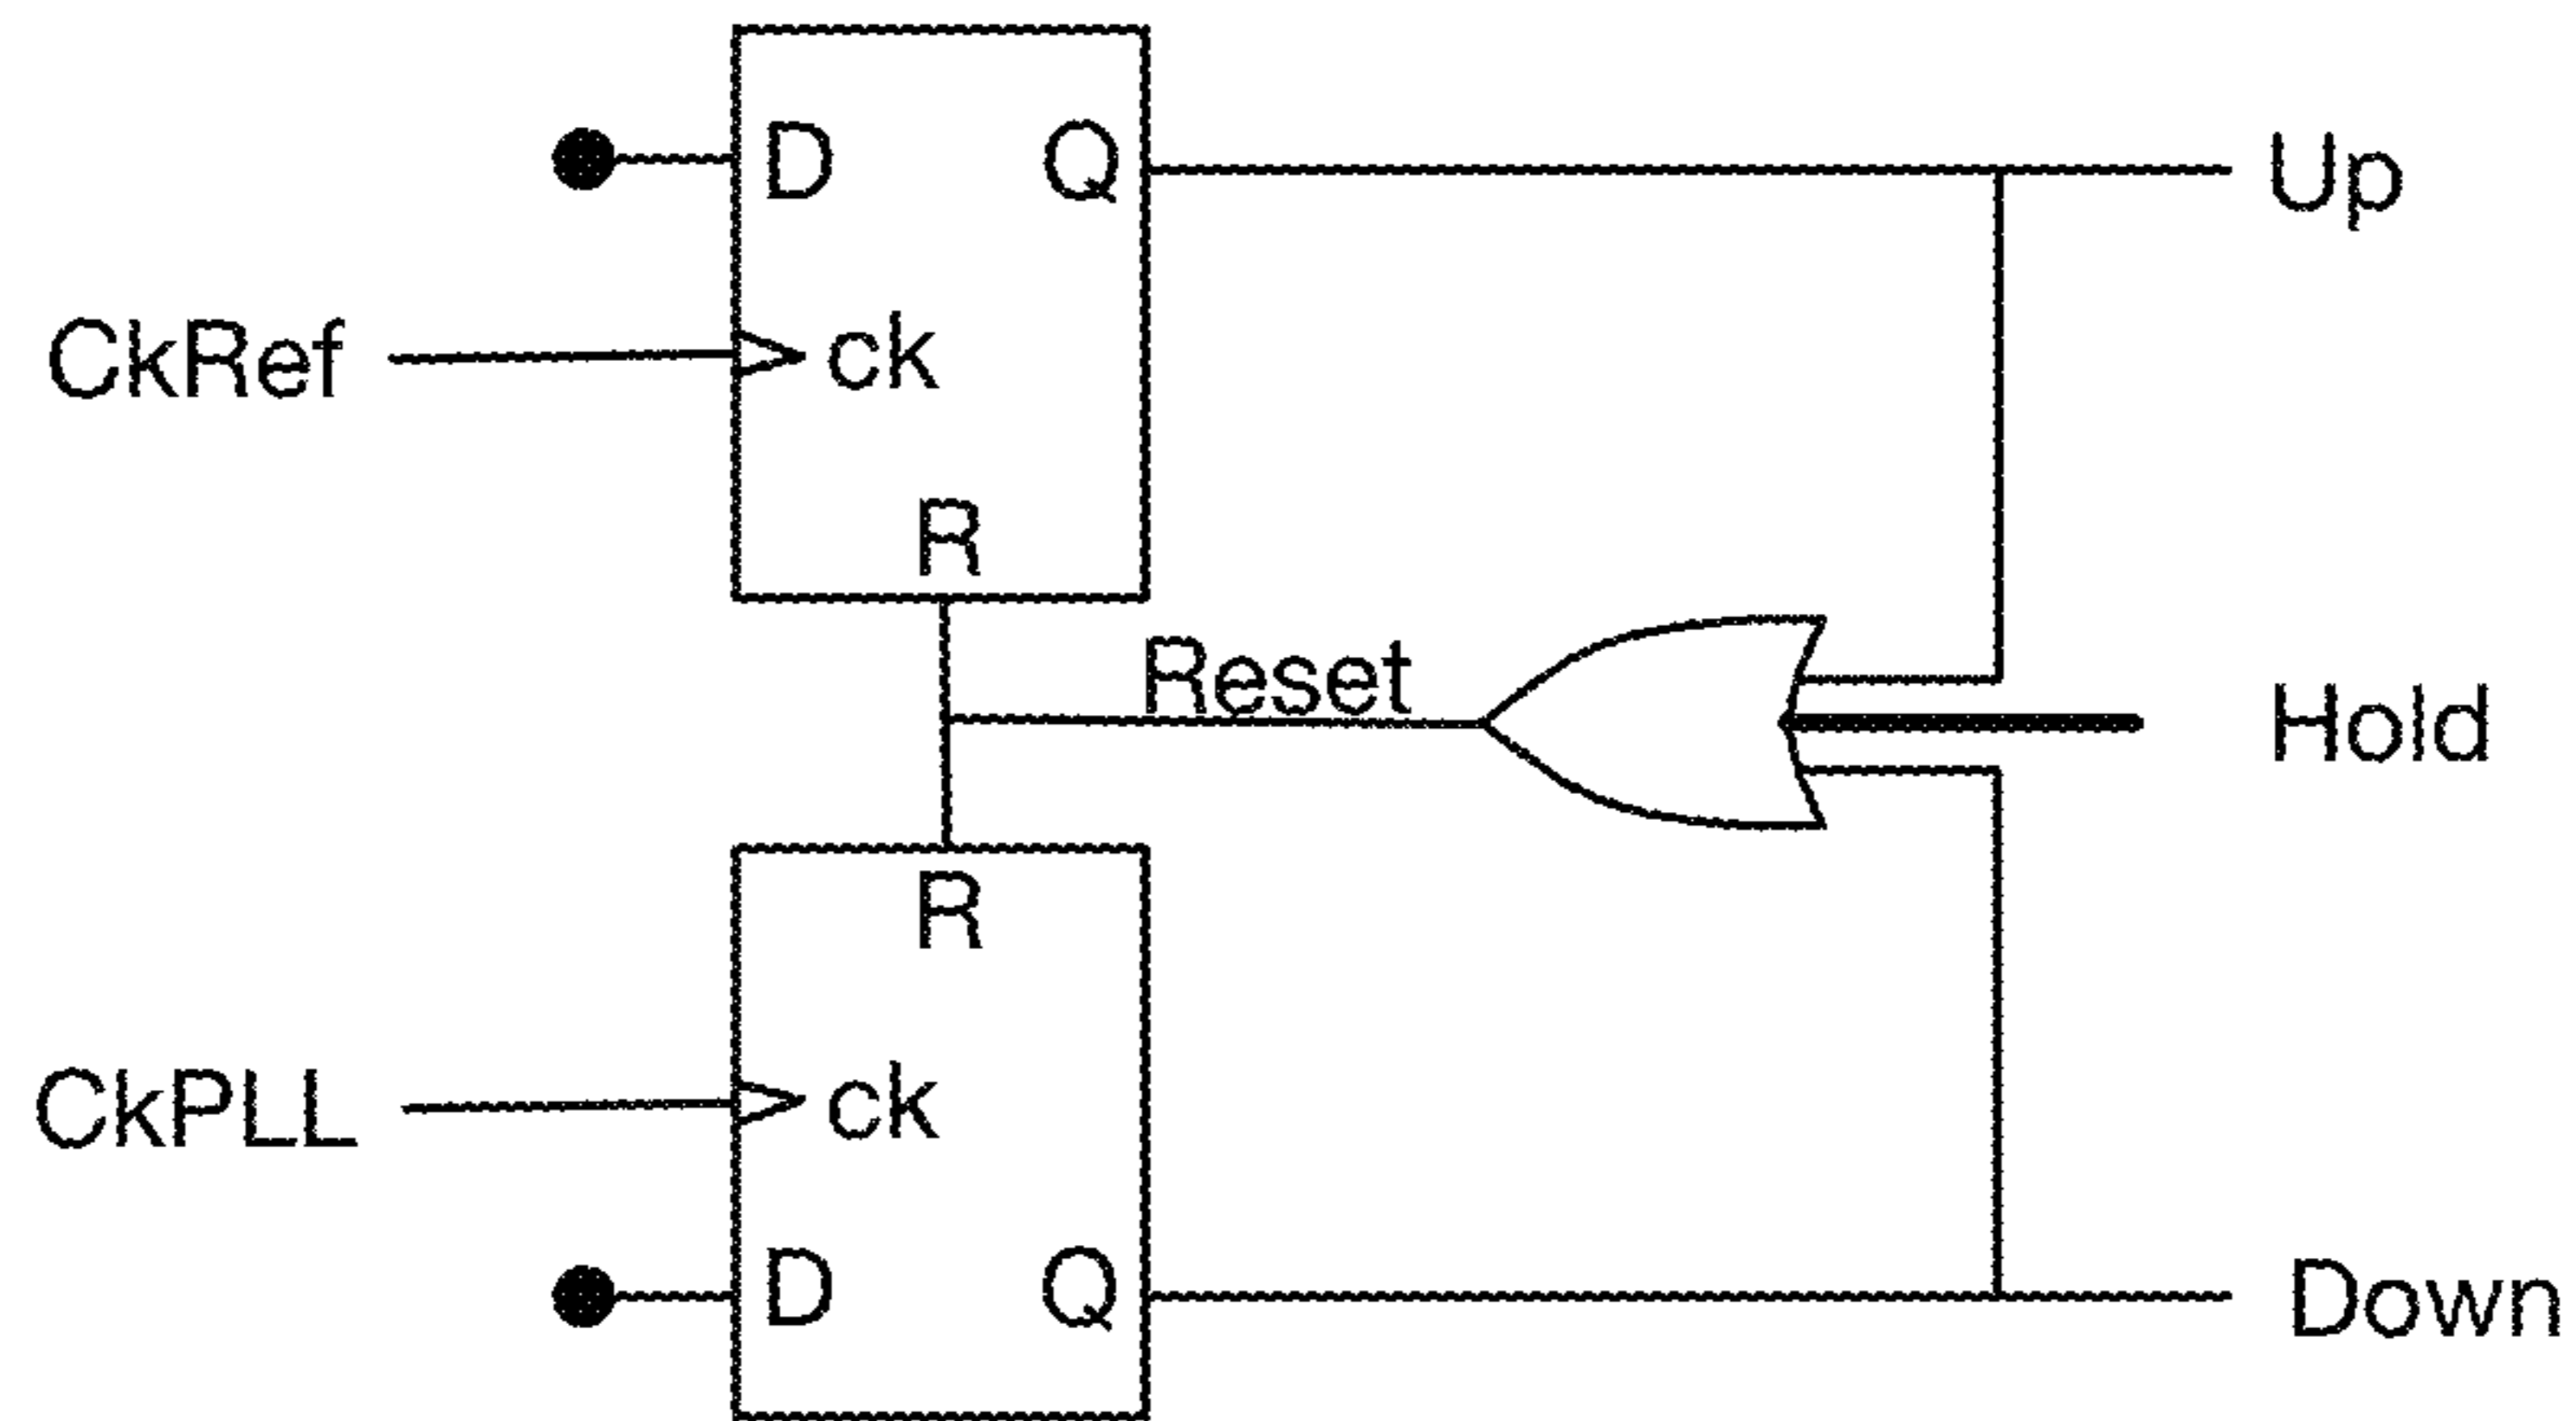 D Q
Up
CkRef
ck
R
Reset
Hold
R
CkPLL
ck
D Q
Down